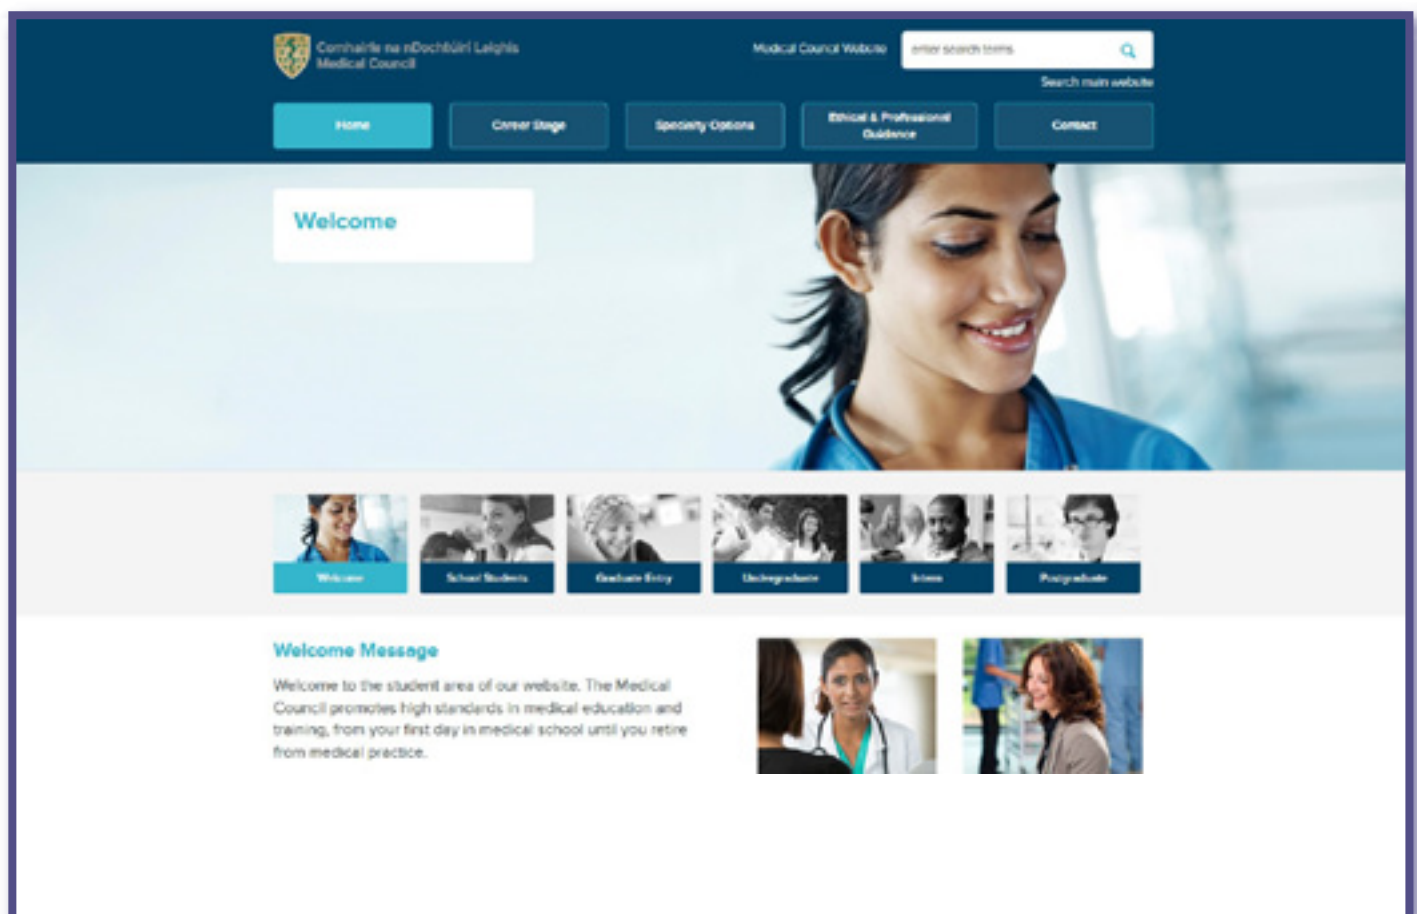 Comhairle na nDochtúirí Leighis
Medical Council
Medical Council Website
enter search terms
Search main website
Home
Career Stage
Specialty Options
Ethical & Professional
Guidance
Contact
Welcome
Welcome
School Students
Graduate Entry
Undergraduate
Intern
Postgraduate
Welcome Message
Welcome to the student area of our website. The Medical
Council promotes high standards in medical education and
training, from your first day in medical school until you retire
from medical practice.